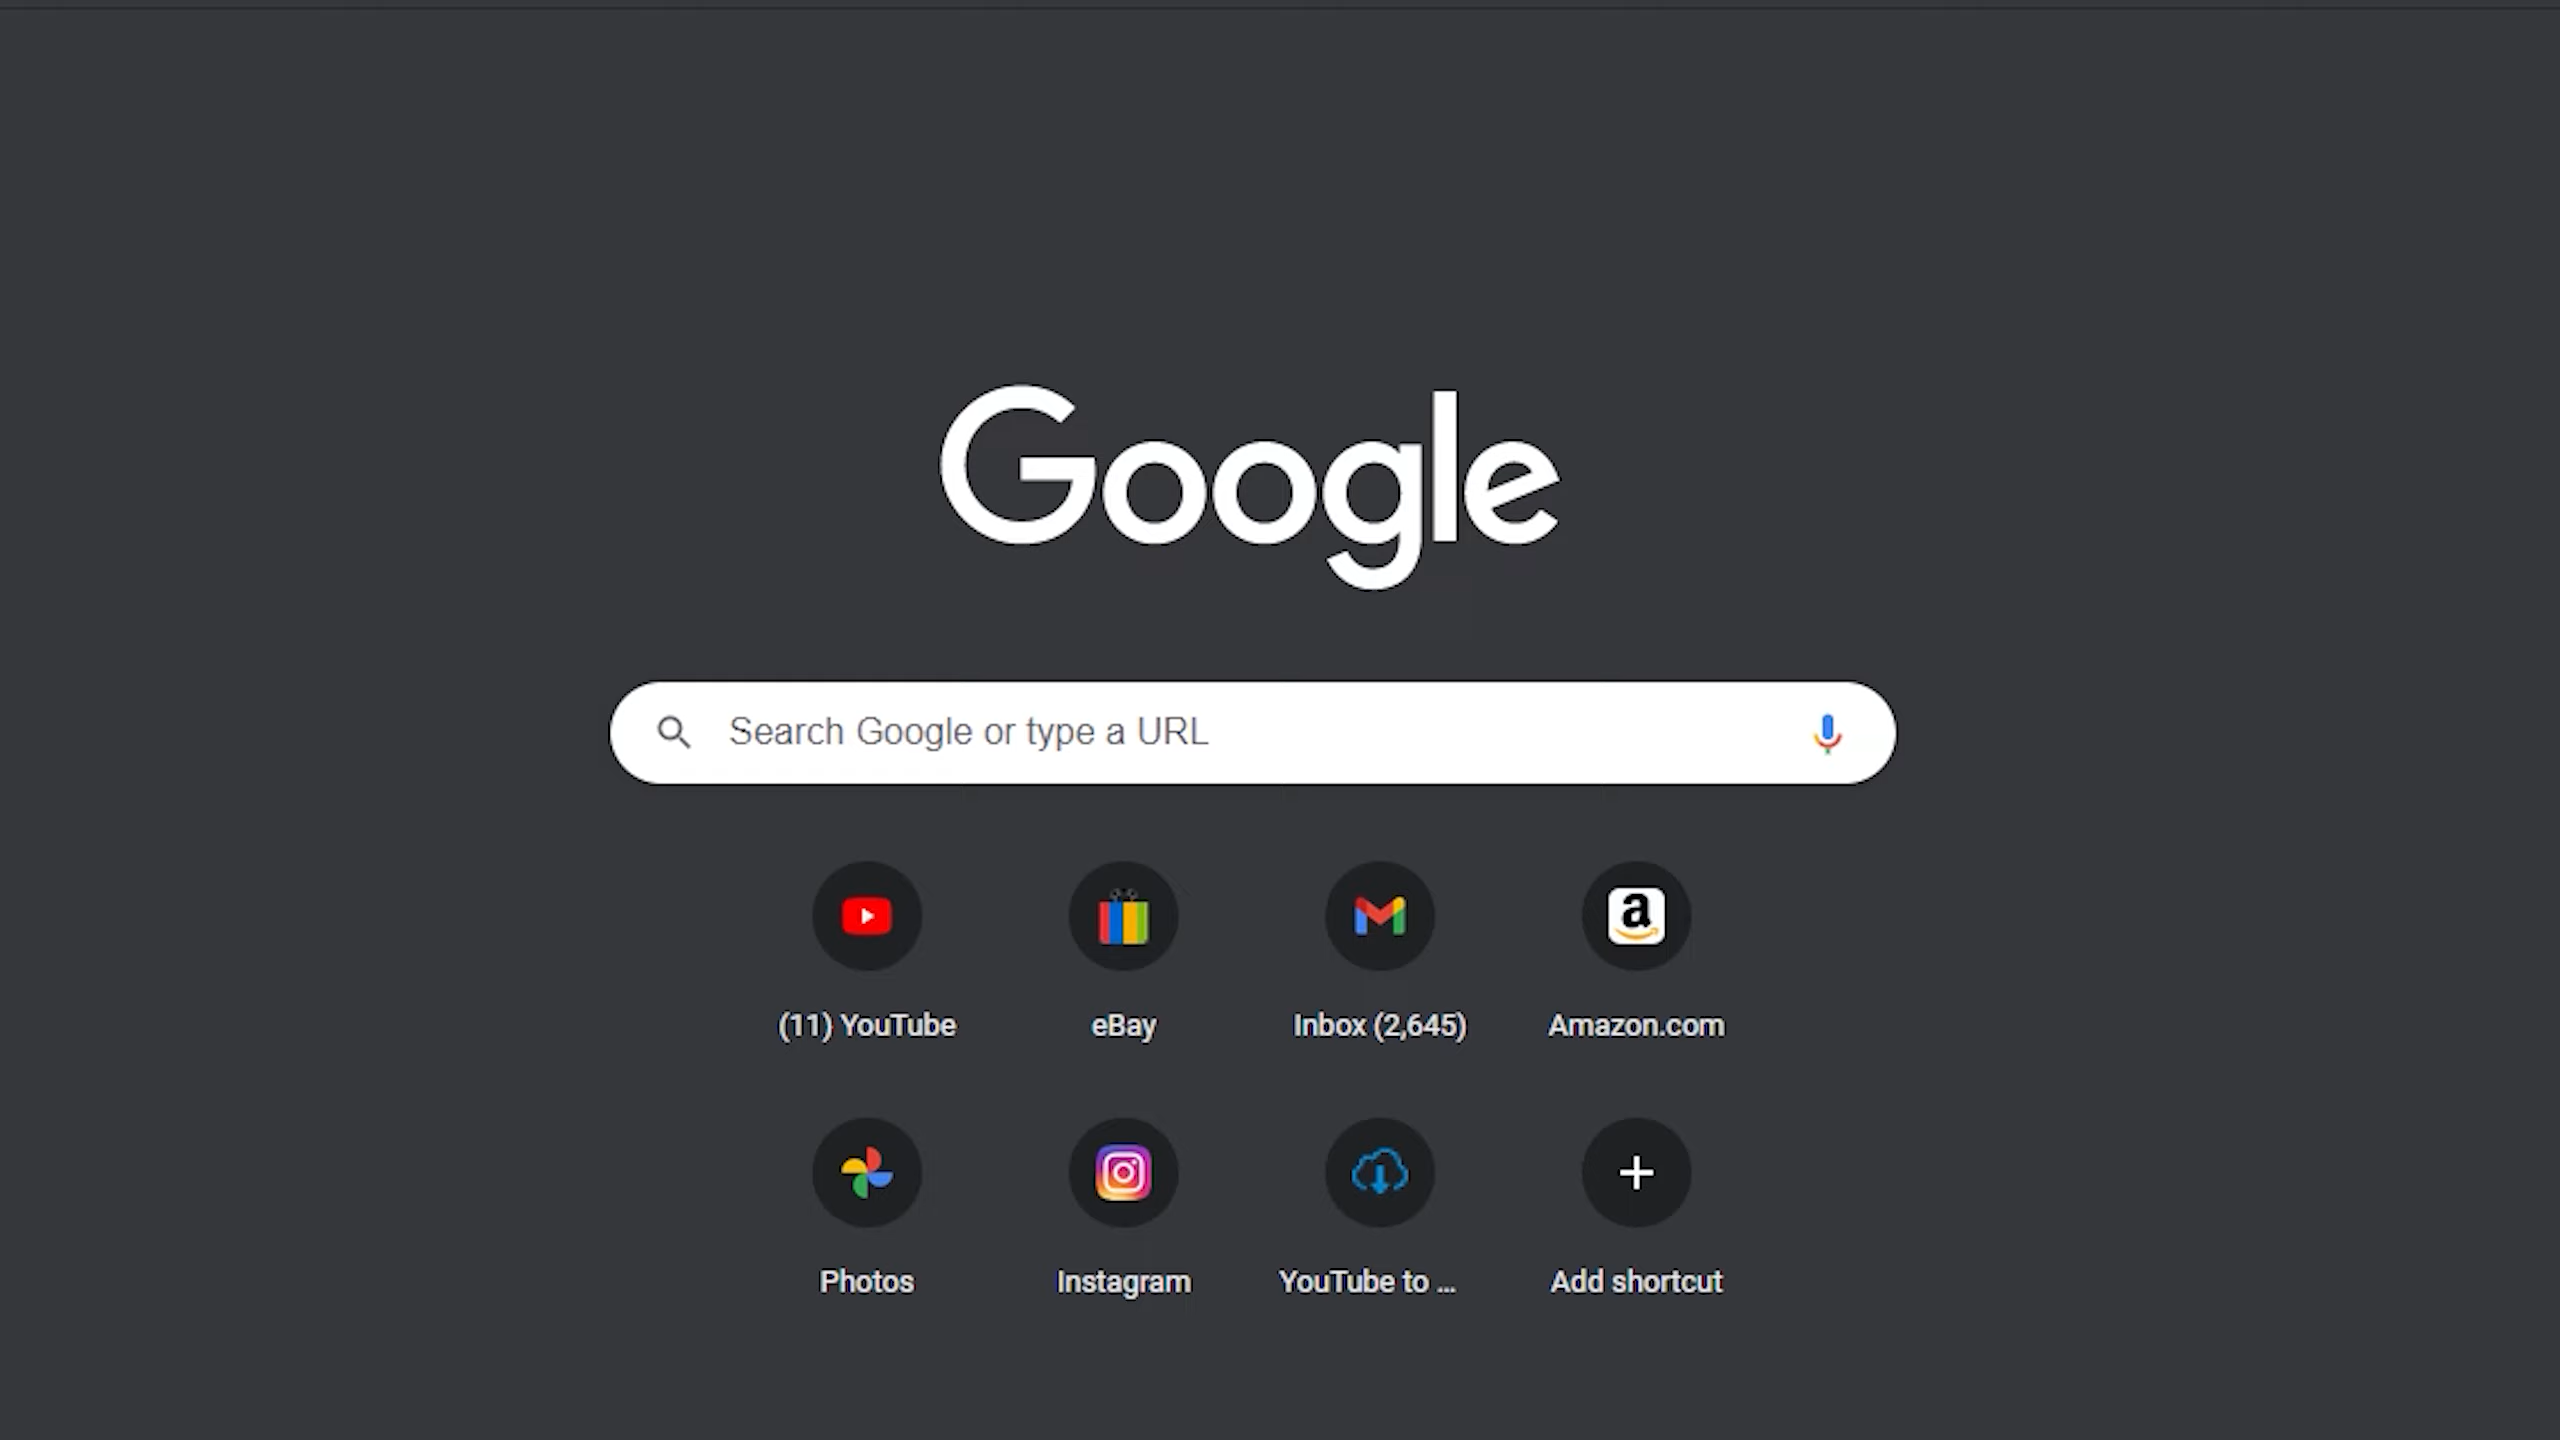 Google
Search Google or type a URL
(11) YouTube
eBay
Inbox (2,645)
a
Amazon.com
Photos
Instagram
YouTube to ...
Add shortcut